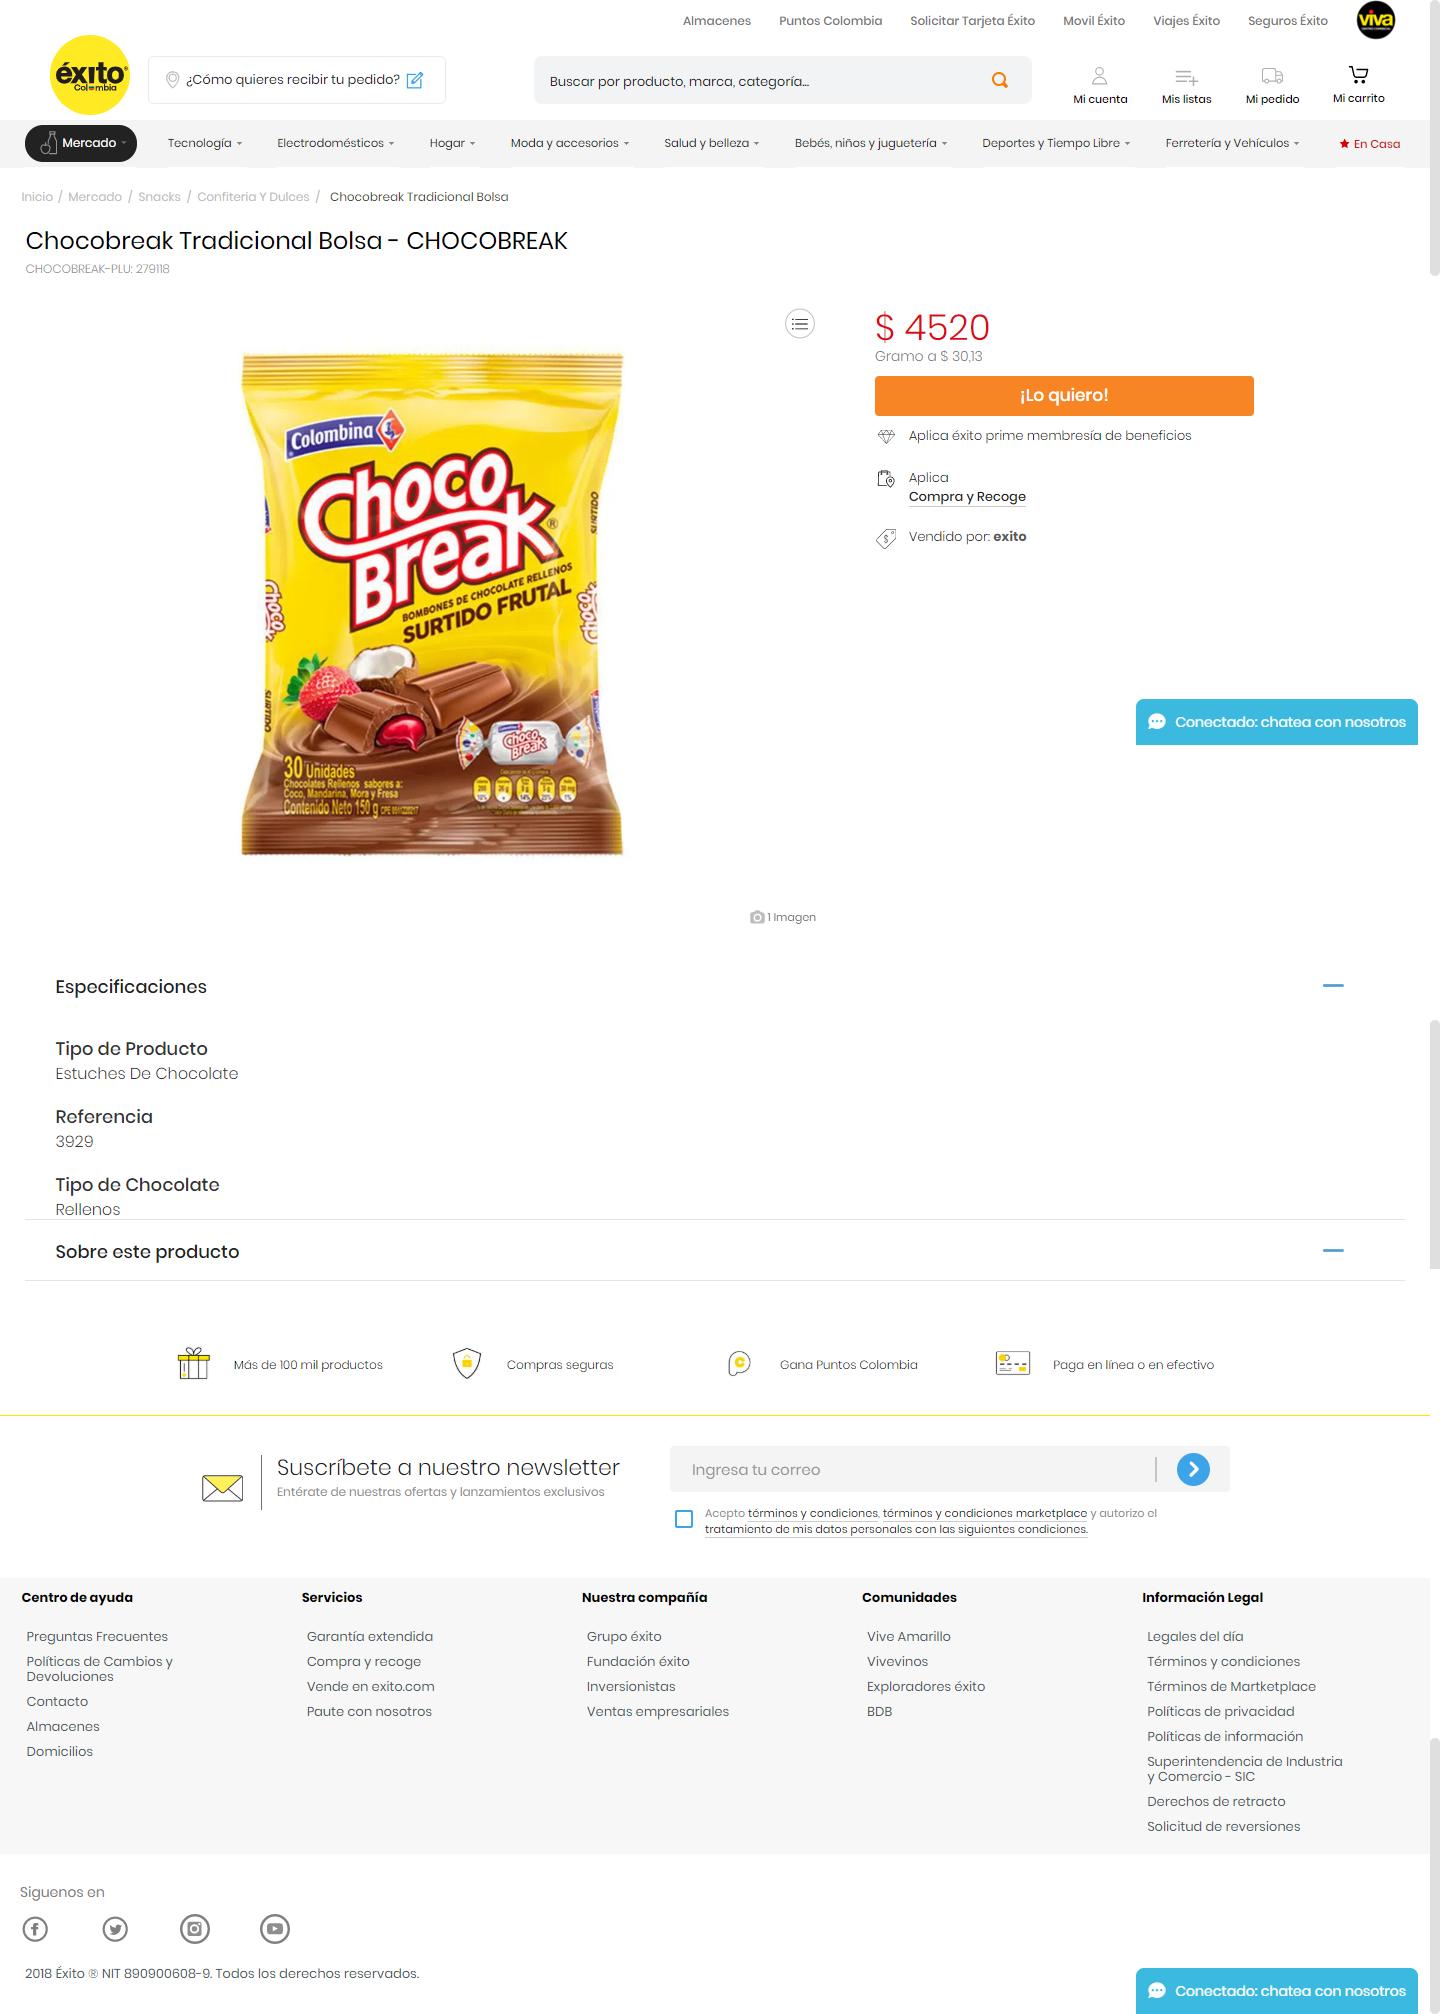 Almacenes Puntos Colombia Solicitar Tarjeta Éxito Movil Éxito Viajes Éxito Seguros Éxito viva
éxito
Colombia
¿Cómo quieres recibir tu pedido?
Buscar por producto, marca, categoría...
Mi cuenta Mis listas Mi pedido Mi carrito
Mercado Tecnología Electrodomésticos Hogar Moda y accesorios Salud y belleza Bebés, niños y juguetería Deportes y Tiempo Libre Ferretería y Vehículos En Casa
Inicio / Mercado / Snacks / Confiteria Y Dulces / Chocobreak Tradicional Bolsa
Chocobreak Tradicional Bolsa - CHOCOBREAK
CHOCOBREAK-PLU: 279118
Colombina
Choco
Break®
BOMBONES DE CHOCOLATE RELLENOS
SURTIDO FRUTAL
SURTIDO
Choco
Choco
SURTIDO
Colombina
Choco
Break
30 Unidades
Chocolates Rellenos sabores a:
Coco, Mandarina, Mora y Fresa
Contenido Neto 150 g
$ 4520
Gramo a $ 30,13
¡Lo quiero!
Aplica éxito prime membresía de beneficios
Aplica
Compra y Recoge
Vendido por: exito
Conectado: chatea con nosotros
1 Imagen
Especificaciones
Tipo de Producto
Estuches De Chocolate
Referencia
3929
Tipo de Chocolate
Rellenos
Sobre este producto
Más de 100 mil productos Compras seguras Gana Puntos Colombia Paga en línea o en efectivo
Suscríbete a nuestro newsletter
Entérate de nuestras ofertas y lanzamientos exclusivos
Ingresa tu correo
Acepto términos y condiciones, términos y condiciones marketplace y autorizo el
tratamiento de mis datos personales con las siguientes condiciones.
Centro de ayuda
Preguntas Frecuentes
Políticas de Cambios y
Devoluciones
Contacto
Almacenes
Domicilios
Servicios
Garantía extendida
Compra y recoge
Vende en exito.com
Paute con nosotros
Nuestra compañía
Grupo éxito
Fundación éxito
Inversionistas
Ventas empresariales
Comunidades
Vive Amarillo
Vivevinos
Exploradores éxito
BDB
Información Legal
Legales del día
Términos y condiciones
Términos de Martketplace
Políticas de privacidad
Políticas de información
Superintendencia de Industria
y Comercio - SIC
Derechos de retracto
Solicitud de reversiones
Siguenos en
2018 Éxito ® NIT 890900608-9. Todos los derechos reservados.
Conectado: chatea con nosotros